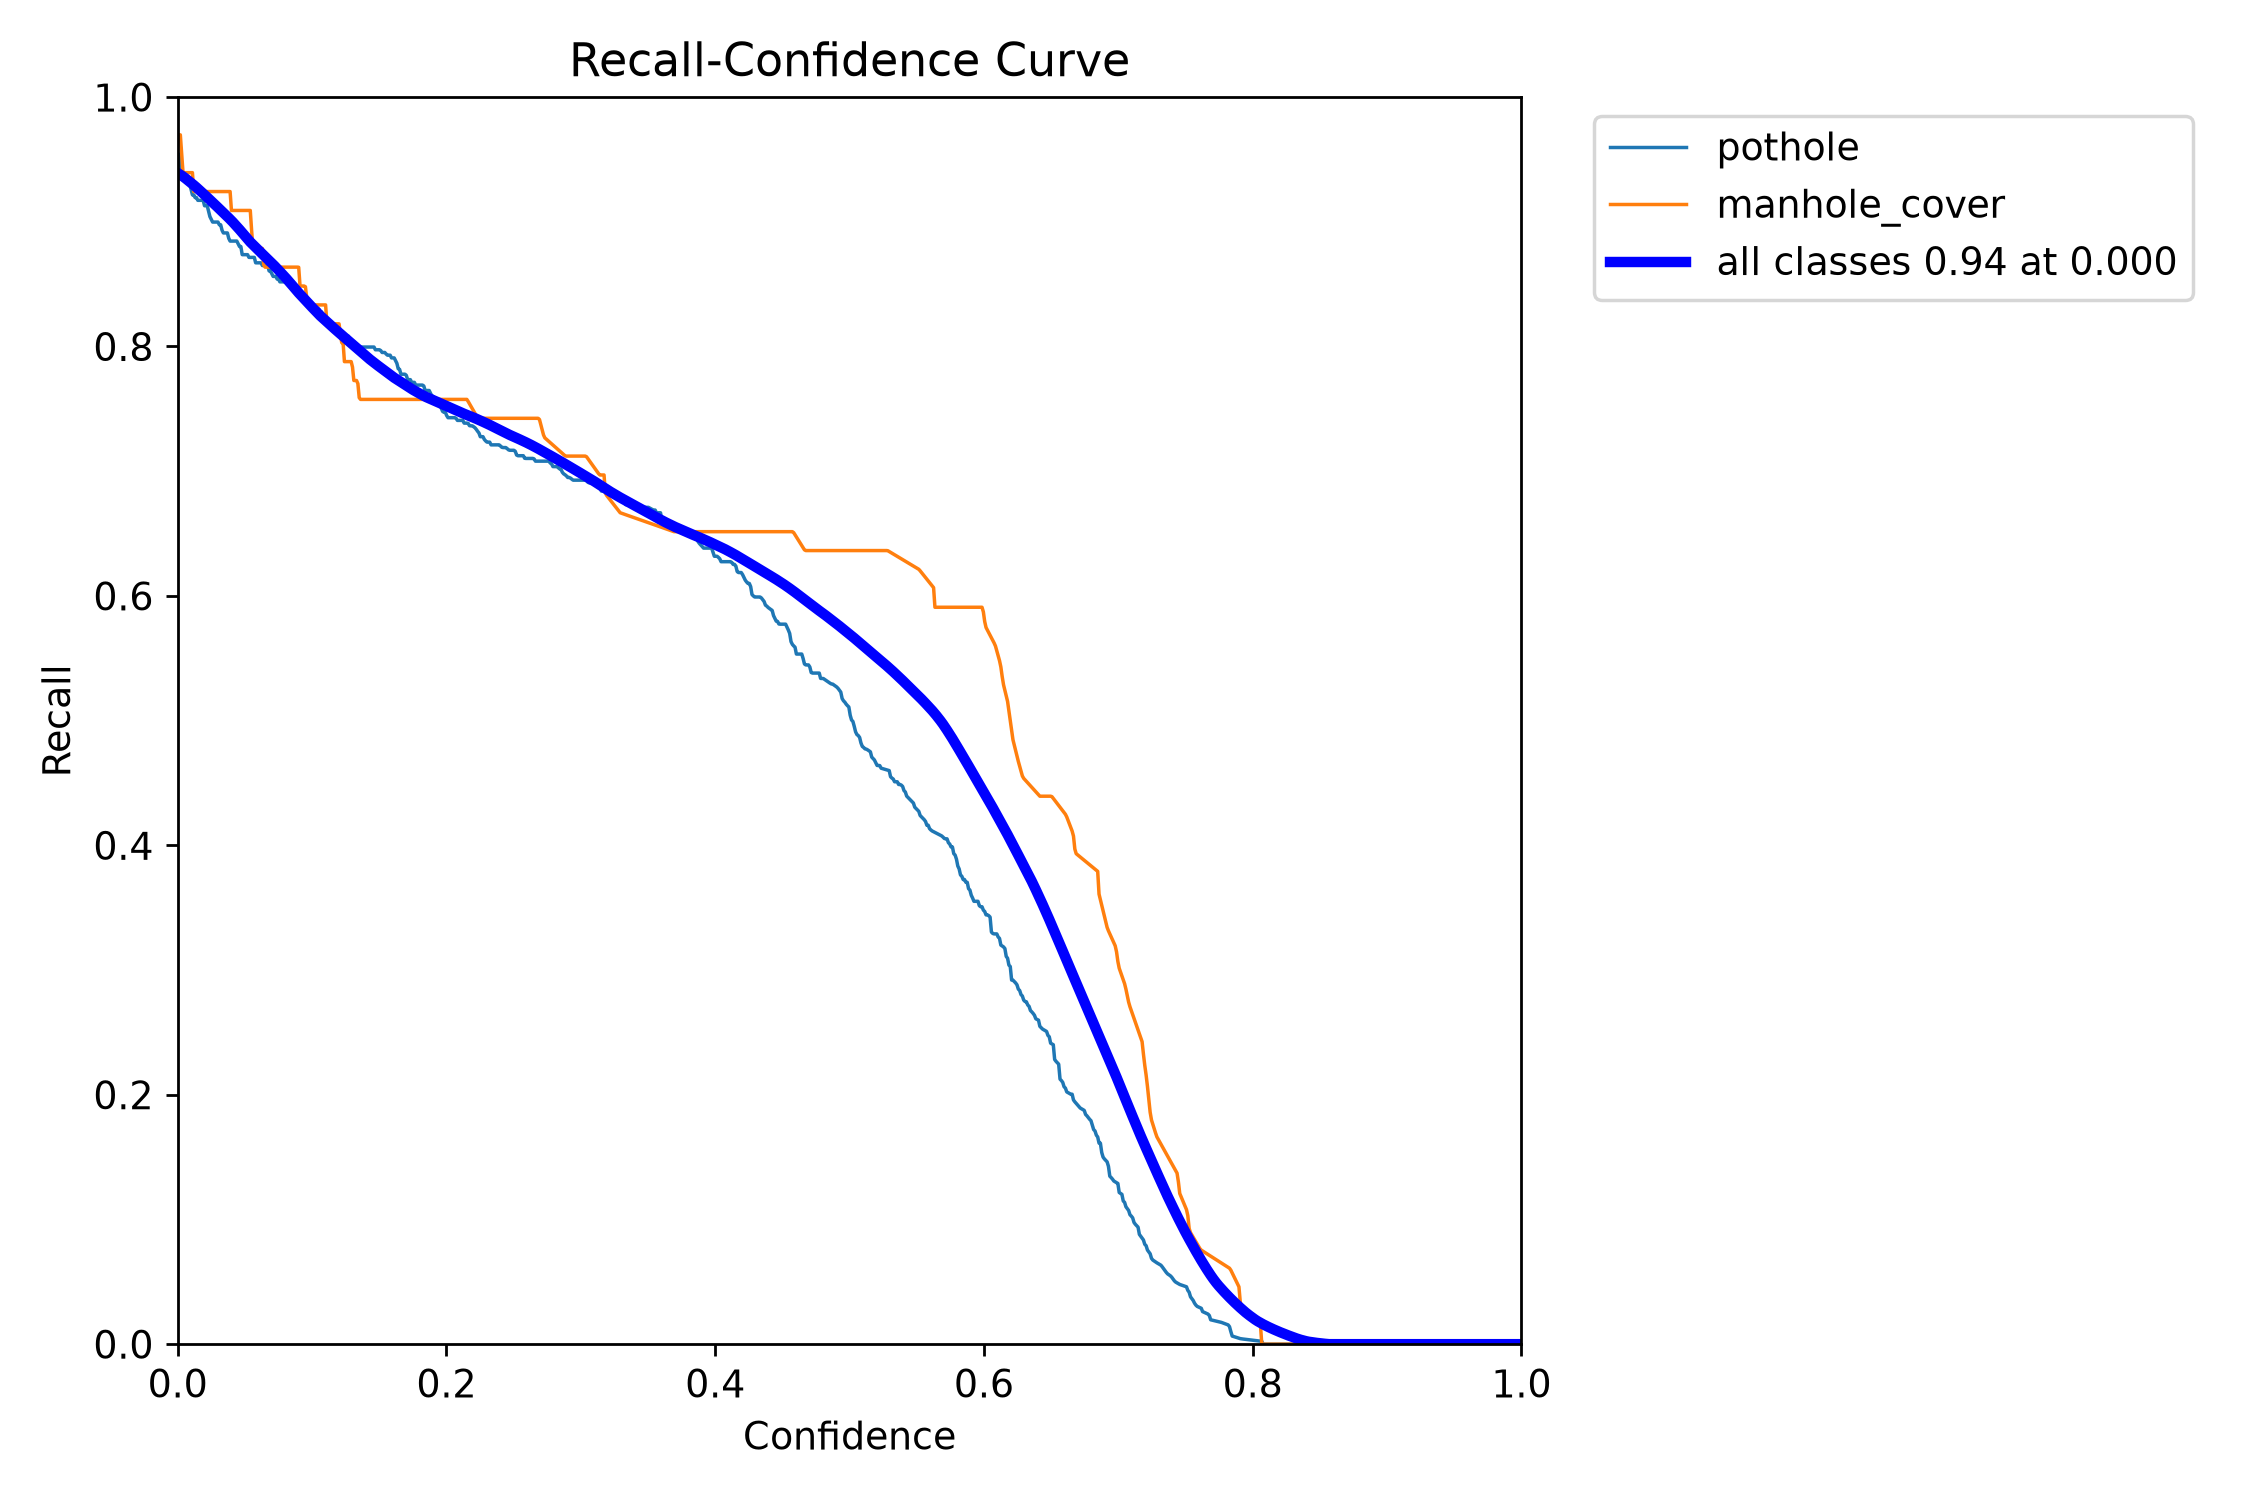 Recall-Confidence Curve
1.0
0.8
0.6
0.4
0.2
0.0
Recall
0.0 0.2 0.4 0.6 0.8 1.0
Confidence
pothole
manhole_cover
all classes 0.94 at 0.000